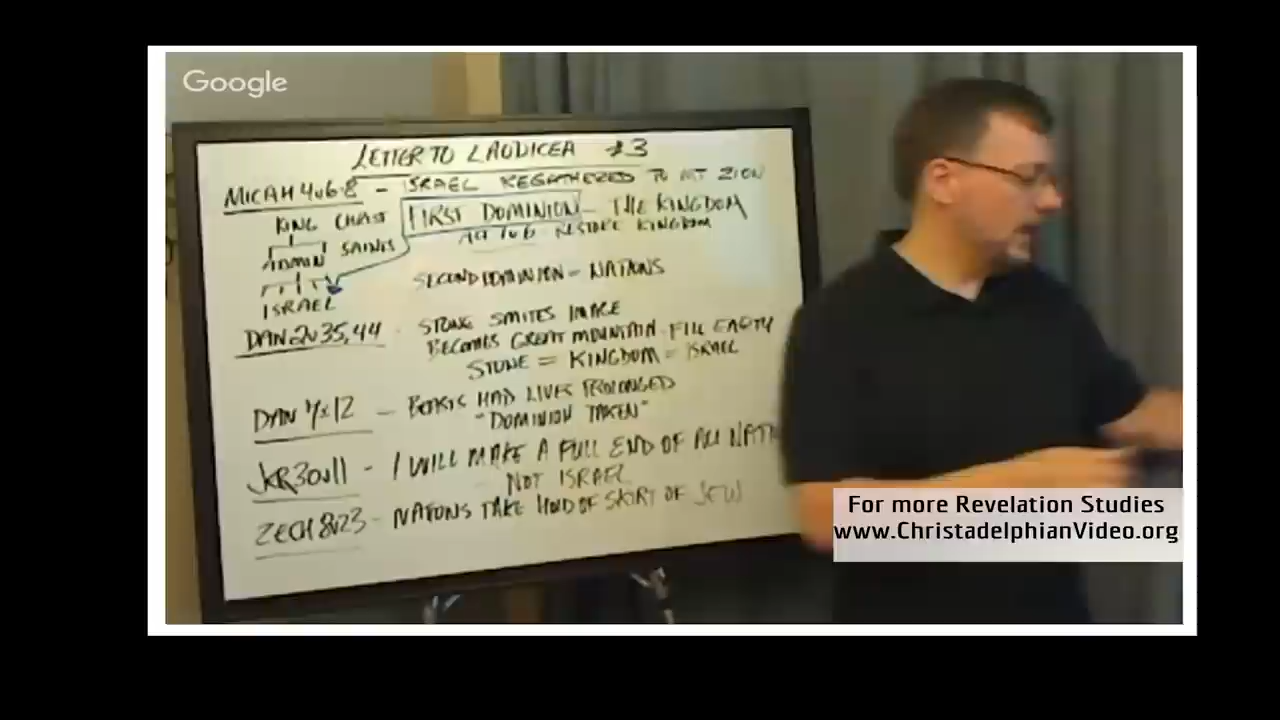 Google
LETTER TO LAODICEA #3
MICAH 4v6-8 - ISRAEL REGATHERED TO MT ZION
KING CHRIST
FIRST DOMINION - THE KINGDOM
ADMIN SAINTS
ACT 1v6 RESTORE KINGDOM
SECOND DOMINION = NATIONS
ISRAEL
DAN 2v35,44 - STONE SMITES IMAGE
BECOMES GREAT MOUNTAIN - FILL EARTH
STONE = KINGDOM = ISRAEL
DAN 7v12 - BEASTS HAD LIVES PROLONGED
"DOMINION TAKEN"
JER 30v11 - I WILL MAKE A FULL END OF ALL NAT
NOT ISRAEL
ZECH 8v23 - NATIONS TAKE HOLD OF SKIRT OF JEW
For more Revelation Studies
www.ChristadelphianVideo.org